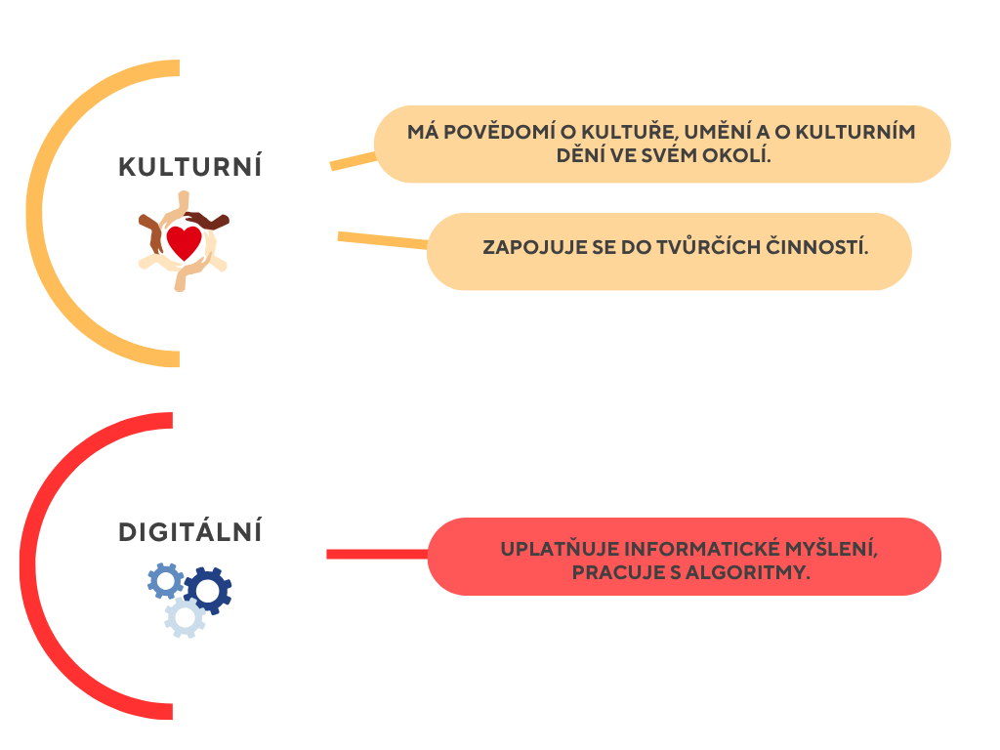 KULTURNÍ
MÁ POVĚDOMÍ O KULTUŘE, UMĚNÍ A O KULTURNÍM
DĚNÍ VE SVÉM OKOLÍ.
ZAPOJUJE SE DO TVŮRČÍCH ČINNOSTÍ.
DIGITÁLNÍ
UPLATŇUJE INFORMATICKÉ MYŠLENÍ,
PRACUJE S ALGORITMY.